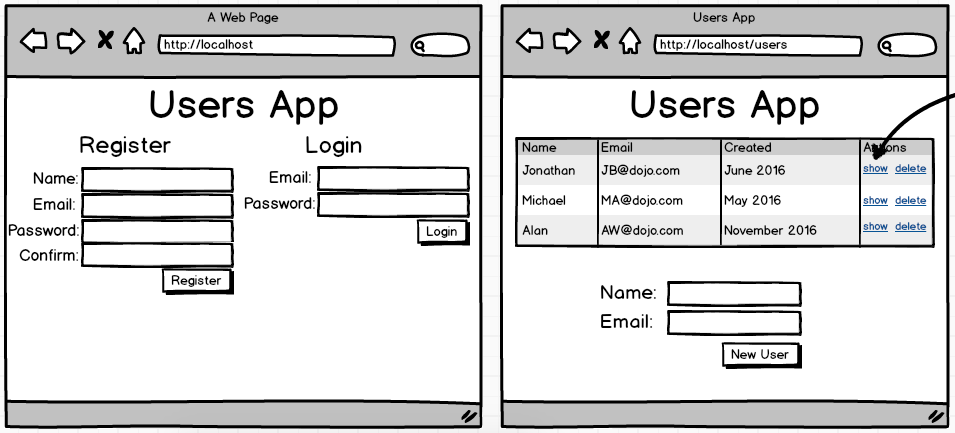 A Web Page
http://localhost
Users App
Register
Login
Name:
Email:
Password:
Confirm:
Register
Email:
Password:
Login
Users App
http://localhost/users
Users App
Name Email Created Actions
Jonathan JB@dojo.com June 2016 show delete
Michael MA@dojo.com May 2016 show delete
Alan AW@dojo.com November 2016 show delete
Name:
Email:
New User